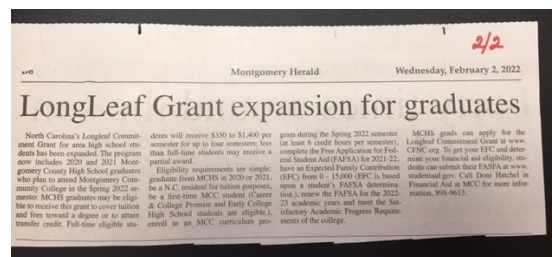 2/2
Montgomery Herald
Wednesday, February 2, 2022
LongLeaf Grant expansion for graduates
North Carolina's Longleaf Commit-
ment Grant for area high school stu-
dents has been expanded. The program
now includes 2020 and 2021 Mont-
gomery County High School graduates
who plan to attend Montgomery Com-
munity College in the Spring 2022 se-
mester. MCHS graduates may be eligi-
ble to receive this grant to cover tuition
and fees toward a degree or to attain
transfer credit. Full-time eligible stu-
dents will receive $350 to $1,400 per
semester for up to four semesters; less
than full-time students may receive a
partial award.
Eligibility requirements are simple:
graduate from MCHS in 2020 or 2021,
be a N.C. resident for tuition purposes,
be a first-time MCC student (Career
& College Promise and Early College
High School students are eligible.),
enroll in an MCC curriculum pro-
gram during the Spring 2022 semester
(at least 6 credit hours per semester),
complete the Free Application for Fed-
eral Student Aid (FAFSA) for 2021-22,
have an Expected Family Contribution
(EFC) from 0 - 15,000 (EFC is based
upon a student's FAFSA determina-
tion.), renew the FAFSA for the 2022-
23 academic years and meet the Sat-
isfactory Academic Progress Require-
ments of the college.
MCHS grads can apply for the
Longleaf Commitment Grant at www.
CFNC.org. To get your EFC and deter-
mine your financial aid eligibility, stu-
dents can submit their FASFA at www.
studentaid.gov. Call Doni Hatchel in
Financial Aid at MCC for more infor-
mation, 898-9613.